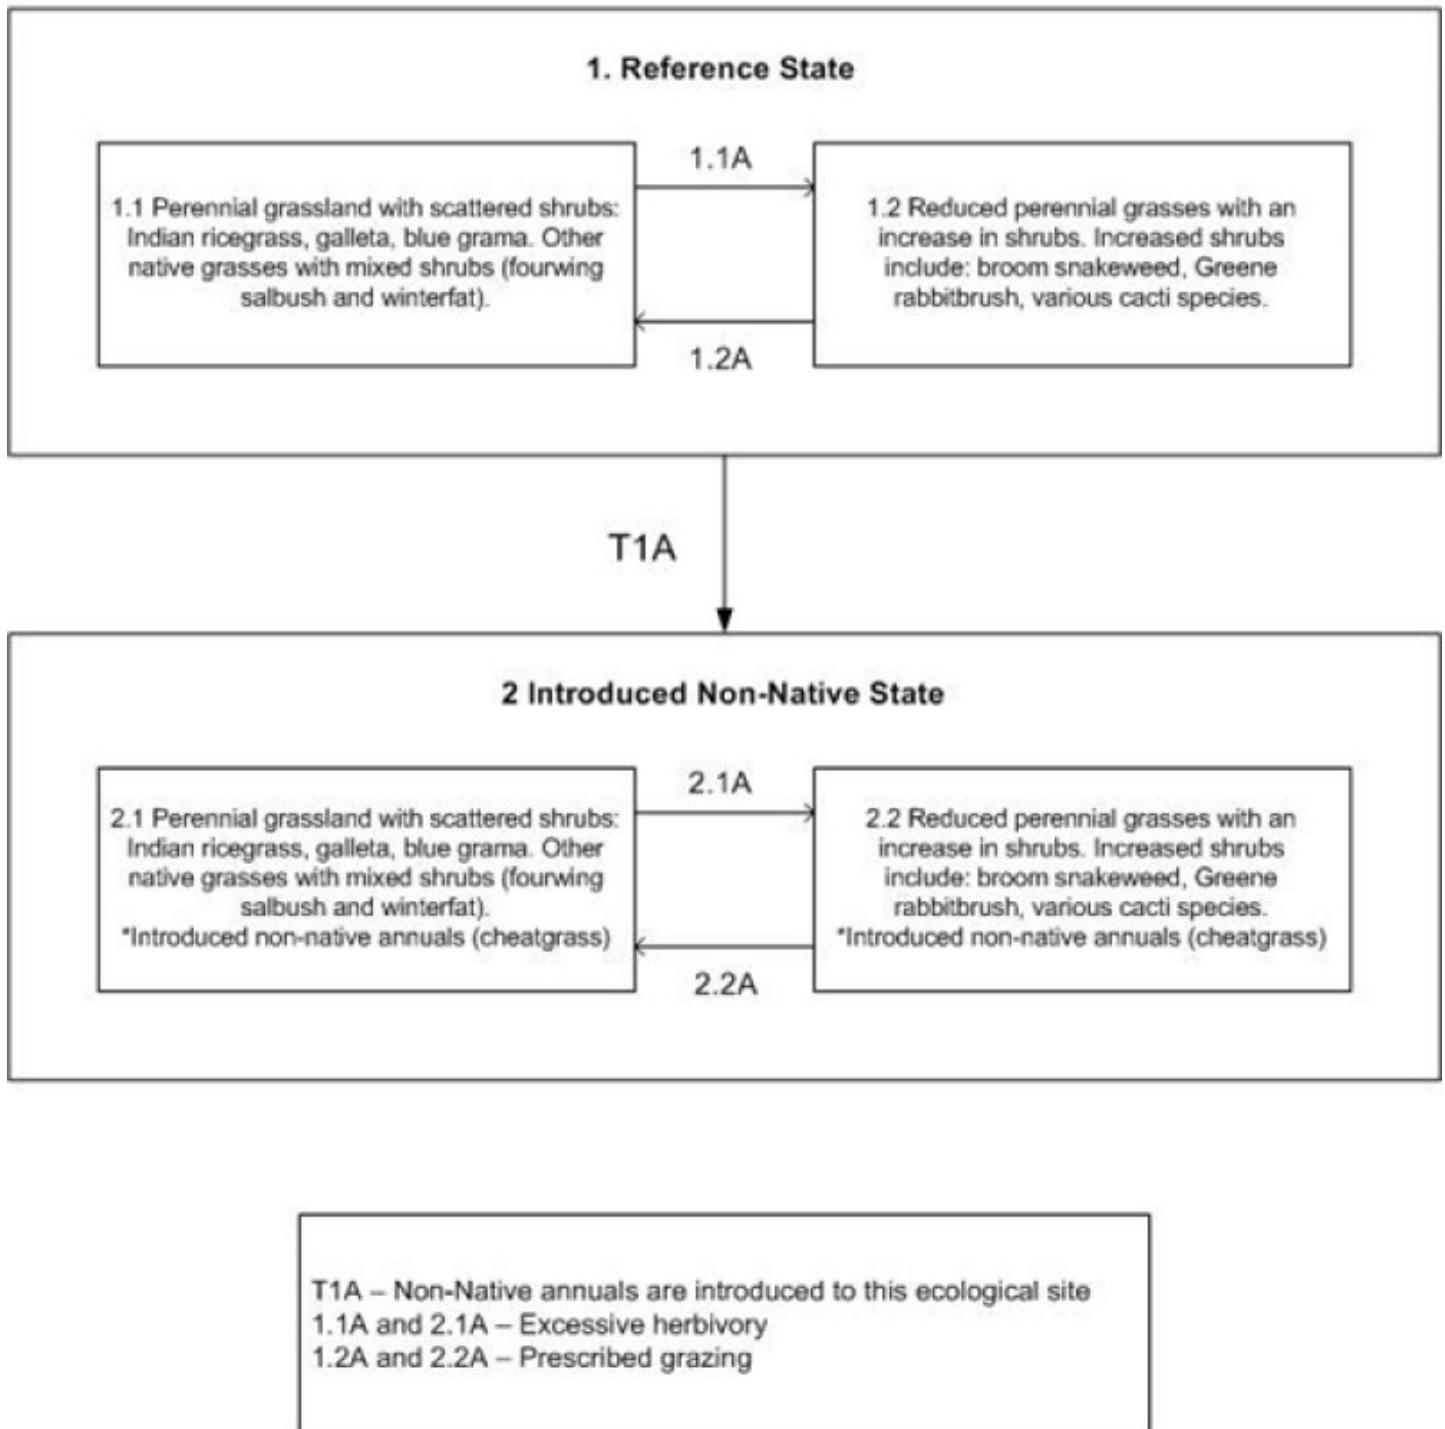 1. Reference State
1.1A
1.1 Perennial grassland with scattered shrubs:
Indian ricegrass, galleta, blue grama. Other
native grasses with mixed shrubs (fourwing
salbush and winterfat).
1.2 Reduced perennial grasses with an
increase in shrubs. Increased shrubs
include: broom snakeweed, Greene
rabbitbrush, various cacti species.
1.2A
T1A
2 Introduced Non-Native State
2.1A
2.1 Perennial grassland with scattered shrubs:
Indian ricegrass, galleta, blue grama. Other
native grasses with mixed shrubs (fourwing
salbush and winterfat).
*Introduced non-native annuals (cheatgrass)
2.2 Reduced perennial grasses with an
increase in shrubs. Increased shrubs
include: broom snakeweed, Greene
rabbitbrush, various cacti species.
*Introduced non-native annuals (cheatgrass)
2.2A
T1A – Non-Native annuals are introduced to this ecological site
1.1A and 2.1A – Excessive herbivory
1.2A and 2.2A – Prescribed grazing